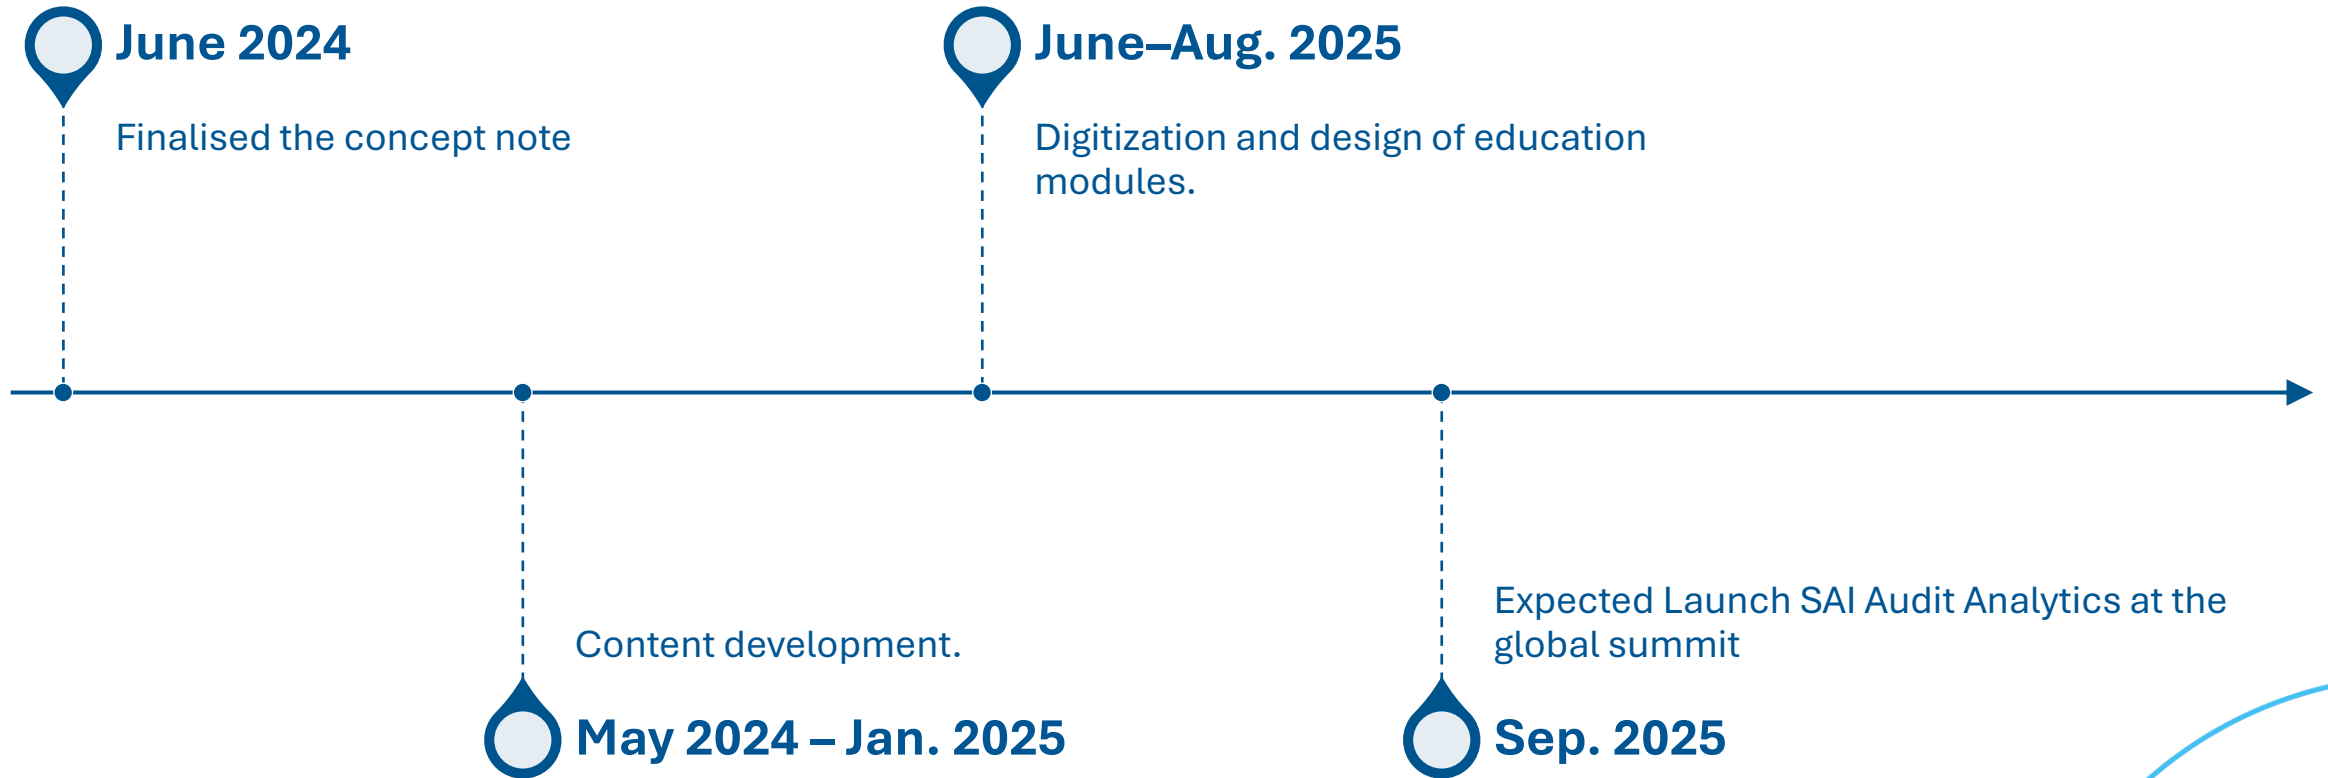 June 2024
Finalised the concept note
June–Aug. 2025
Digitization and design of education
modules.
Content development.
May 2024 – Jan. 2025
Expected Launch SAI Audit Analytics at the
global summit
Sep. 2025